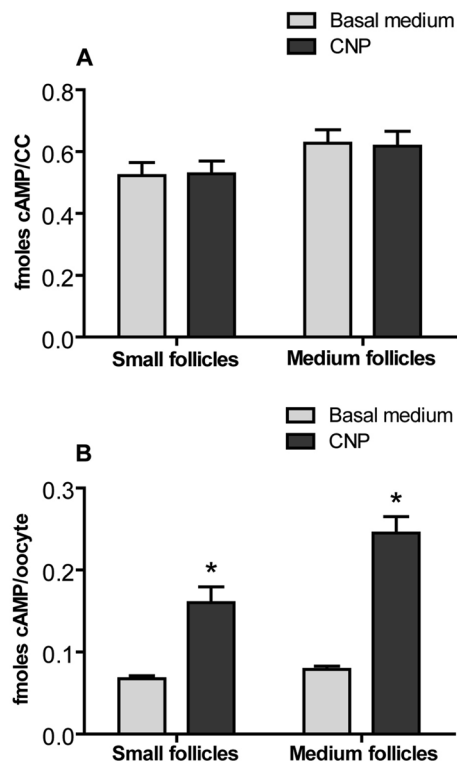 Basal medium
CNP
A
fmoles cAMP/CC
0.8
0.6
0.4
0.2
0.0
Small follicles Medium follicles
Basal medium
CNP
B
fmoles cAMP/oocyte
0.3
0.2
0.1
0.0
*
*
Small follicles Medium follicles